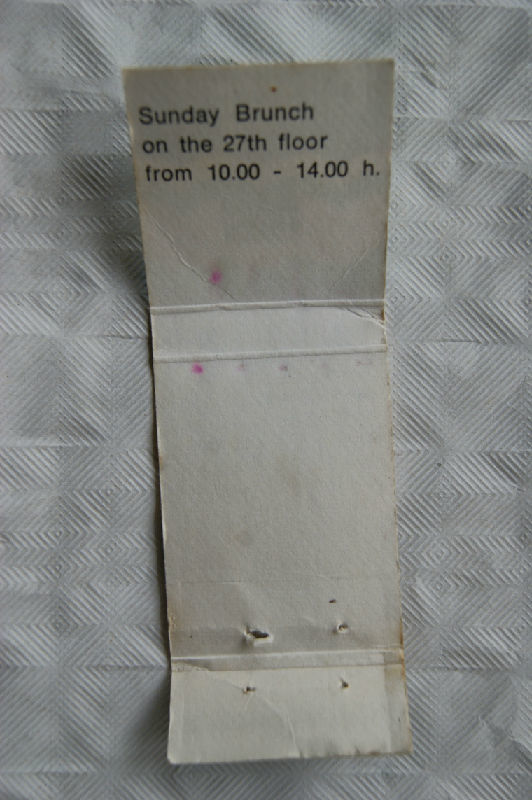 Sunday Brunch
on the 27th floor
from 10.00 - 14.00 h.